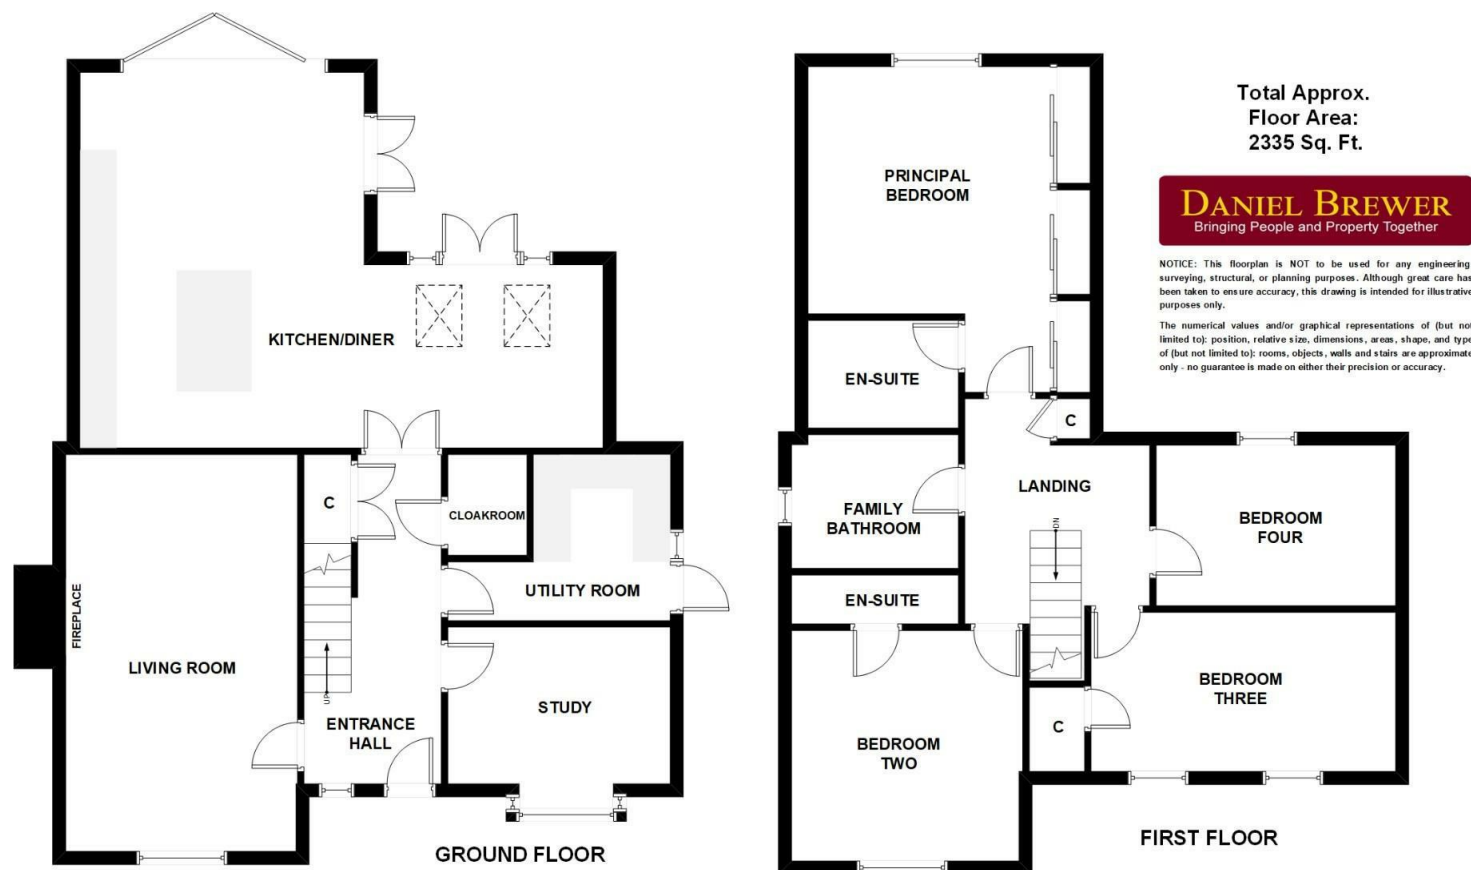 KITCHEN/DINER
C
CLOAKROOM
UTILITY ROOM
FIREPLACE
LIVING ROOM
UP
ENTRANCE
HALL
STUDY
GROUND FLOOR
PRINCIPAL
BEDROOM
EN-SUITE
C
FAMILY
BATHROOM
LANDING
DN
BEDROOM
FOUR
EN-SUITE
BEDROOM
TWO
C
BEDROOM
THREE
FIRST FLOOR
Total Approx.
Floor Area:
2335 Sq. Ft.
DANIEL BREWER
Bringing People and Property Together
NOTICE: This floorplan is NOT to be used for any engineering
surveying, structural, or planning purposes. Although great care has
been taken to ensure accuracy, this drawing is intended for illustrative
purposes only.
The numerical values and/or graphical representations of (but not
limited to): position, relative size, dimensions, areas, shape, and type
of (but not limited to): rooms, objects, walls and stairs are approximate
only - no guarantee is made on either their precision or accuracy.